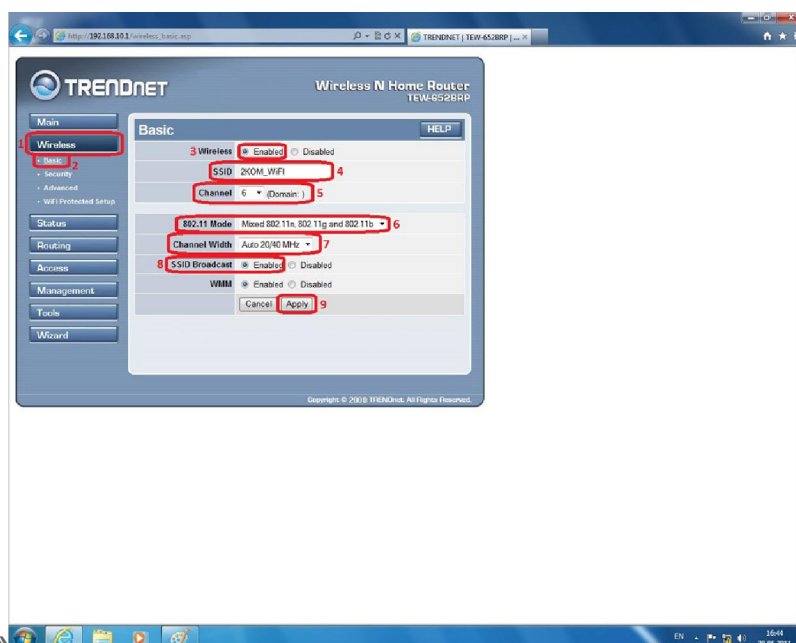 http://192.168.10.1/wireless_basic.asp
TRENDNET | TEW-652BRP | ...
TRENDNET
Wireless N Home Router
TEW-652BRP
Main
1 Wireless
• Basic 2
• Security
• Advanced
• WiFi Protected Setup
Status
Routing
Access
Management
Tools
Wizard
Basic
HELP
3 Wireless Enabled Disabled
SSID 2KOM_WiFI 4
Channel 6 (Domain: ) 5
802.11 Mode Mixed 802.11n, 802.11g and 802.11b 6
Channel Width Auto 20/40 MHz 7
8 SSID Broadcast Enabled Disabled
WMM Enabled Disabled
Cancel Apply 9
Copyright © 2008 TRENDnet. All Rights Reserved.
EN
16:44